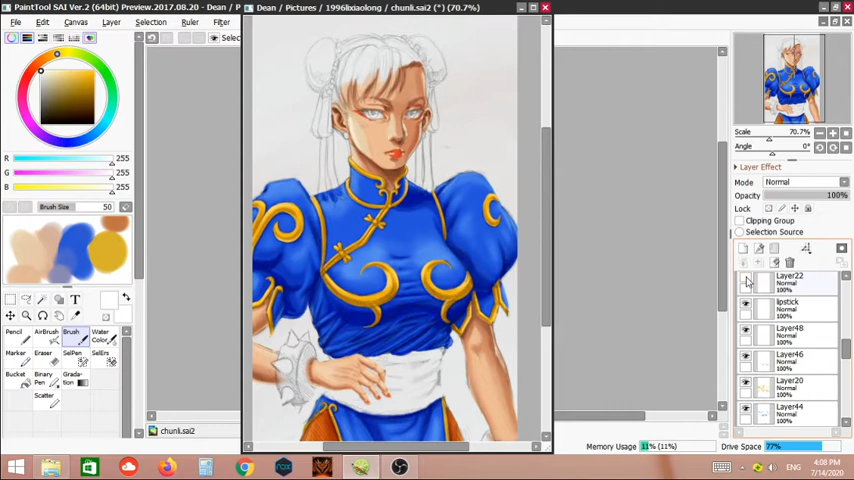 PaintTool SAI Ver.2 (64bit) Preview.2017.08.20 - Dean /
Dean / Pictures / 1996lixiaolong / chunli.sai2 (*) (70.7%)
File
Edit
Canvas
Layer
Selection
Ruler
Filter
Selec
R 255
G 255
B 255
Brush Size 50
T
Pencil
AirBrush
Brush
Water Color
Marker
Eraser
SelPen
SelErs
Bucket
Binary Pen
Gradation
Scatter
chunli.sai2
Scale 70.7%
Angle 0°
Layer Effect
Mode Normal
Opacity 100%
Lock
Clipping Group
Selection Source
Layer22
Normal
100%
lipstick
Normal
100%
Layer48
Normal
100%
Layer46
Normal
100%
Layer20
Normal
100%
Layer44
Normal
100%
Memory Usage 11% (11%)
Drive Space 77%
ENG
4:08 PM
7/14/2020